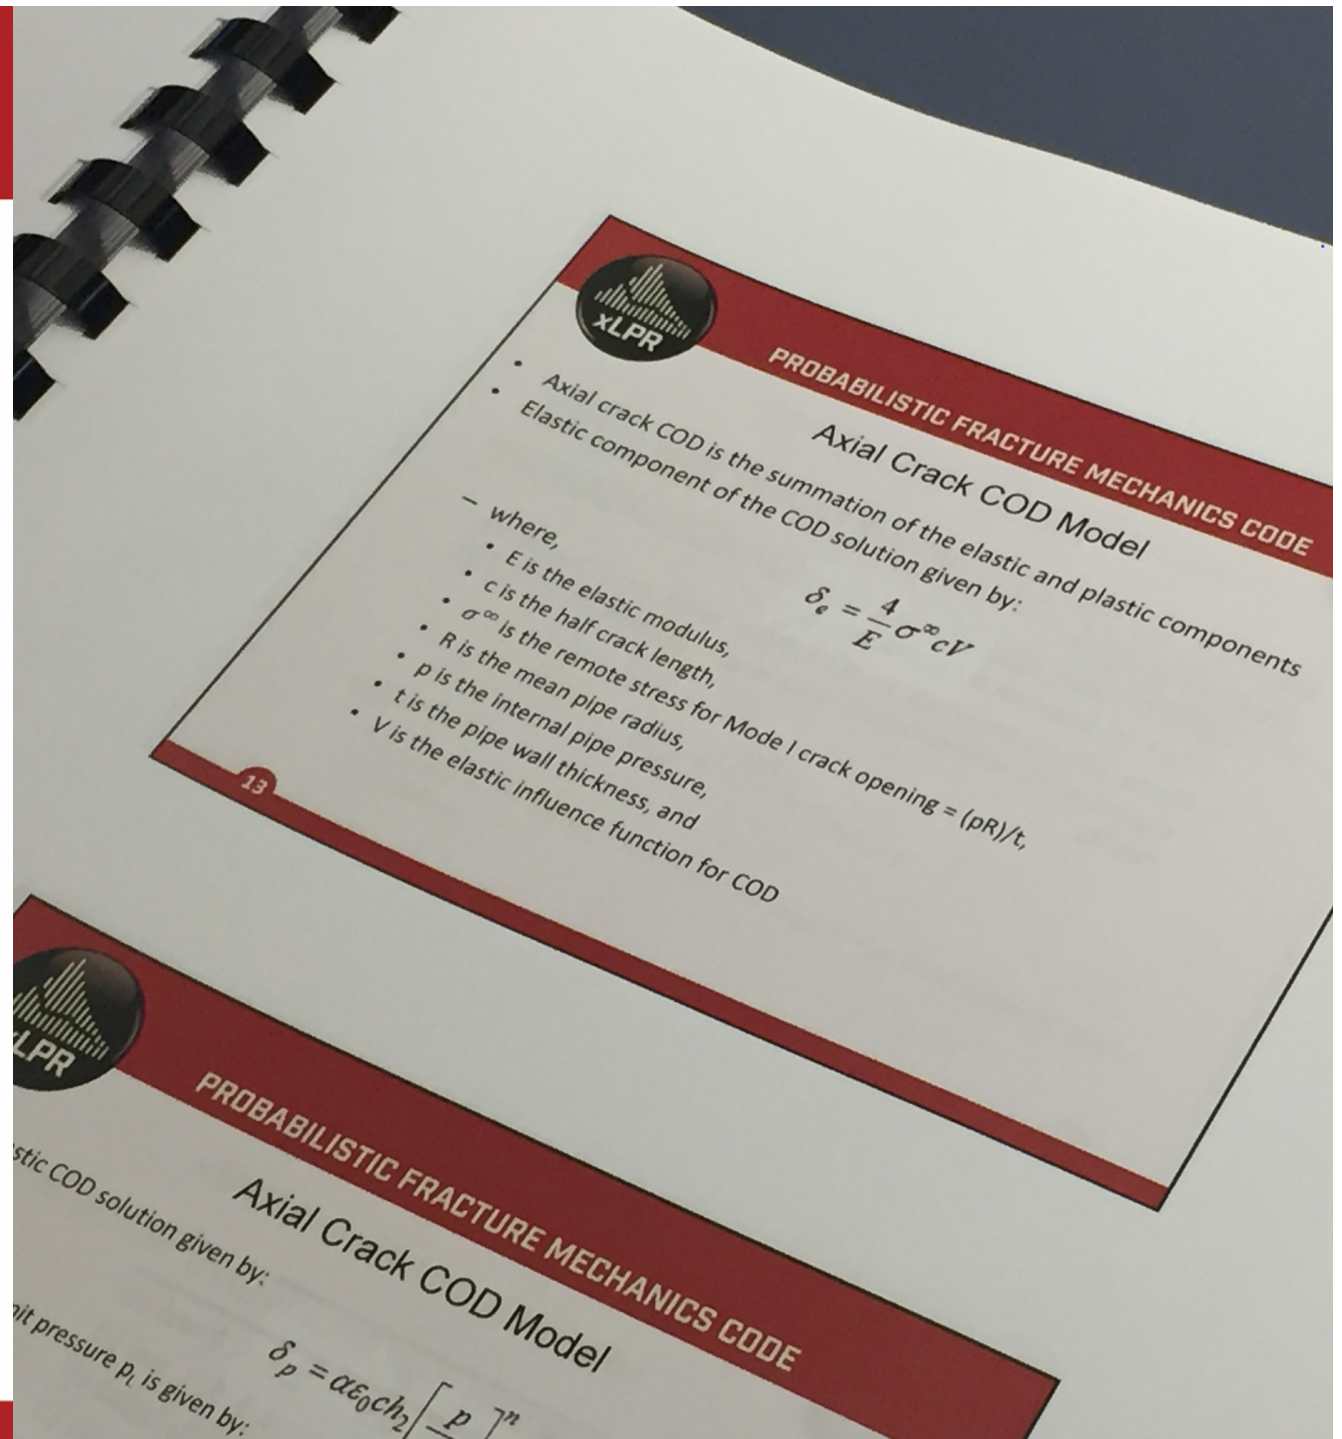 xLPR
PROBABILISTIC FRACTURE MECHANICS CODE
Axial Crack COD Model
• Axial crack COD is the summation of the elastic and plastic components
• Elastic component of the COD solution given by:
δₑ = 4/E σ^∞ cV
– where,
• E is the elastic modulus,
• c is the half crack length,
• σ^∞ is the remote stress for Mode I crack opening = (pR)/t,
• R is the mean pipe radius,
• p is the internal pipe pressure,
• t is the pipe wall thickness, and
• V is the elastic influence function for COD
13
LPR
PROBABILISTIC FRACTURE MECHANICS CODE
Axial Crack COD Model
stic COD solution given by:
δ_p = αε₀ch₂[p
]^n
pressure p_L is given by: